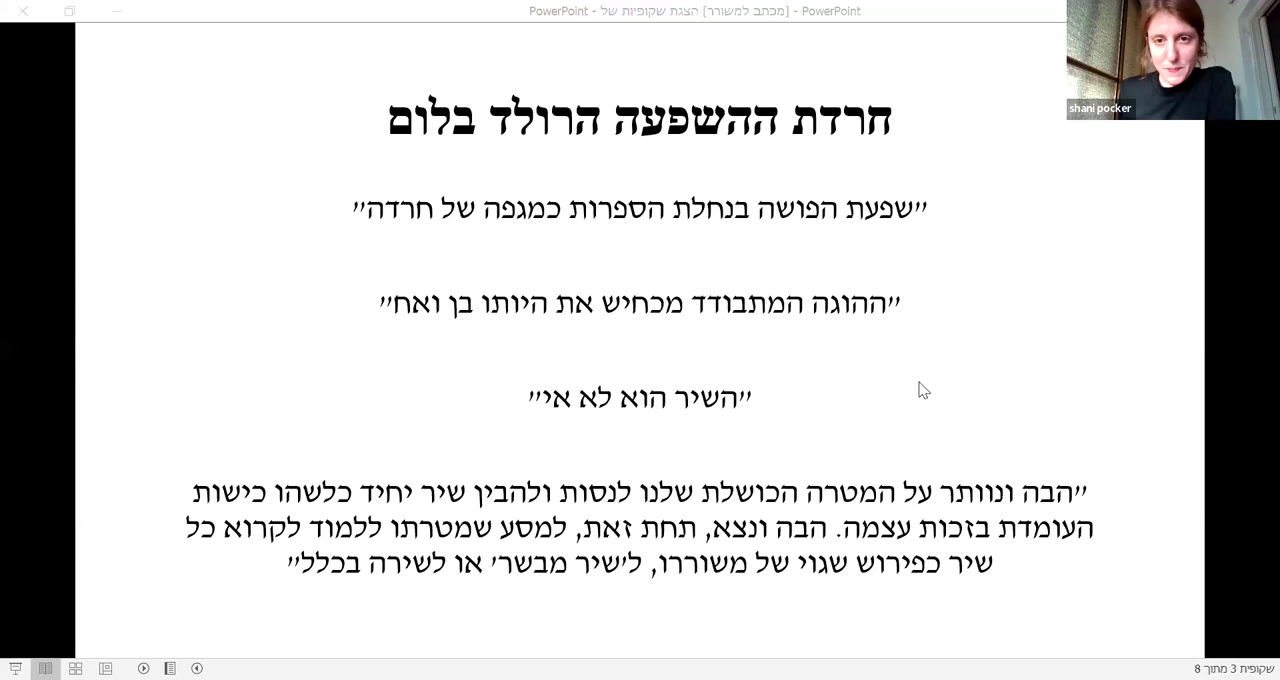 PowerPoint - [מכתב למשורר] הצגת שקופיות של - PowerPoint
shani pocker
חרדת ההשפעה הרולד בלום
״שפעת הפושה בנחלת הספרות כמגפה של חרדה״
״ההוגה המתבודד מכחיש את היותו בן ואח״
״השיר הוא לא אי״
״הבה ונוותר על המטרה הכושלת שלנו לנסות ולהבין שיר יחיד כלשהו כישות
העומדת בזכות עצמה. הבה ונצא, תחת זאת, למסע שמטרתו ללמוד לקרוא כל
שיר כפירוש שגוי של משוררו, ל׳שיר מבשר׳ או לשירה בכלל״
שקופית 3 מתוך 8